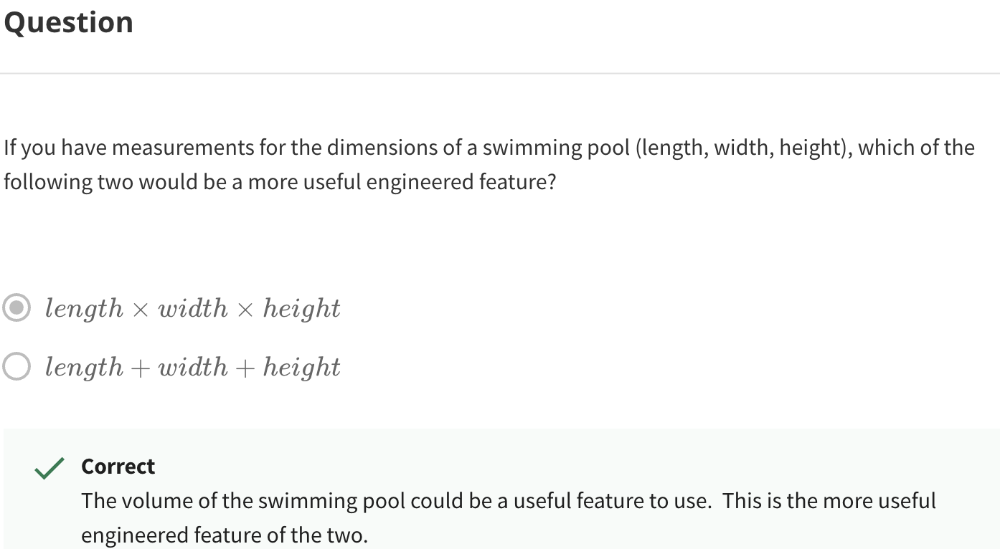 Question
If you have measurements for the dimensions of a swimming pool (length, width, height), which of the
following two would be a more useful engineered feature?
length × width × height
length + width + height
Correct
The volume of the swimming pool could be a useful feature to use.  This is the more useful
engineered feature of the two.